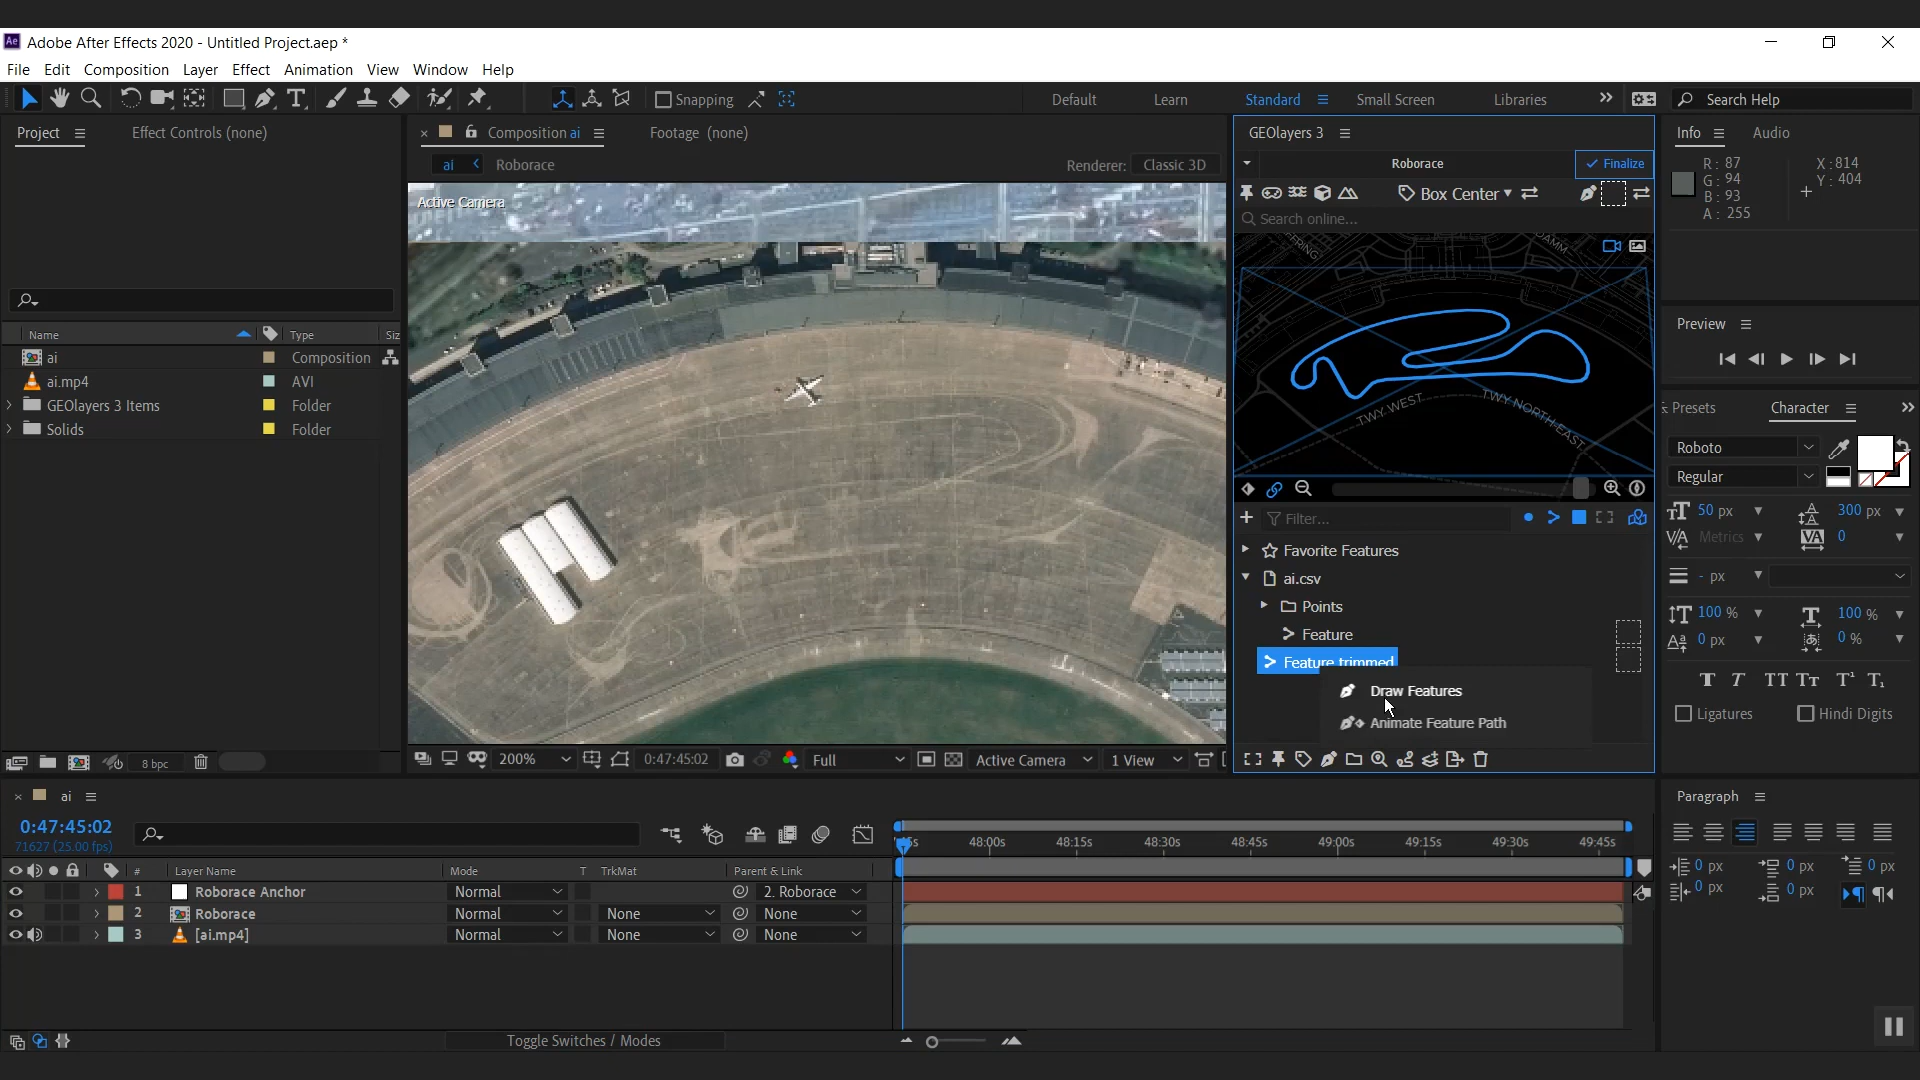 Ae Adobe After Effects 2020 - Untitled Project.aep *
File Edit Composition Layer Effect Animation View Window Help
Snapping
Default Learn Standard Small Screen Libraries
Search Help
Project
Effect Controls (none)
Name Type Siz
ai Composition
ai.mp4 AVI
GEOlayers 3 Items Folder
Solids Folder
8 bpc
Composition ai
Footage (none)
ai Roborace
Renderer: Classic 3D
Active Camera
200% 0:47:45:02 Full Active Camera 1 View
GEOlayers 3
Roborace Finalize
Box Center
Search online...
TWY WEST
TWY NORTH-EAST
Filter...
Favorite Features
ai.csv
Points
Feature
Feature trimmed
Draw Features
Animate Feature Path
Info Audio
R: 87 X: 814
G: 94 Y: 404
B: 93
A: 255
Preview
Presets Character
Roboto
Regular
50 px 300 px
Metrics 0
- px
100 % 100 %
0 px 0 %
Ligatures Hindi Digits
Paragraph
0 px 0 px 0 px
0 px 0 px
ai
0:47:45:02
71627 (25.00 fps)
48:00s 48:15s 48:30s 48:45s 49:00s 49:15s 49:30s 49:45s
# Layer Name Mode T TrkMat Parent & Link
1 Roborace Anchor Normal 2. Roborace
2 Roborace Normal None None
3 [ai.mp4] Normal None None
Toggle Switches / Modes